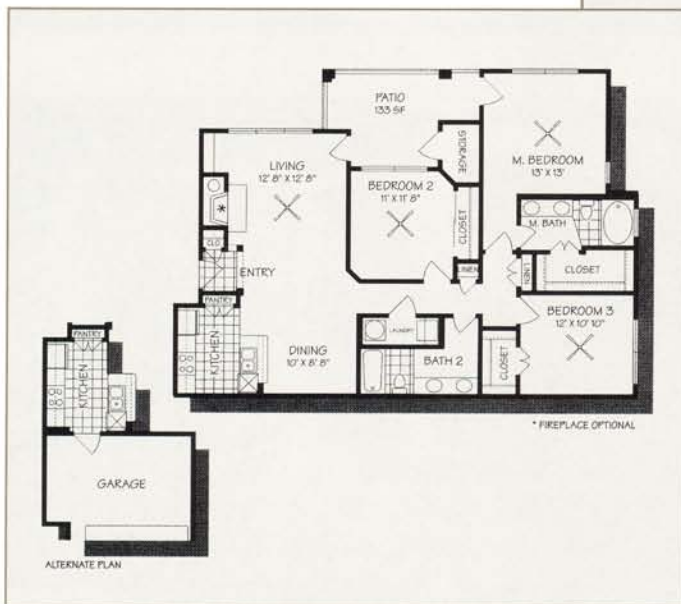 PATIO
133 SF
STORAGE
M. BEDROOM
13' X 13'
LIVING
12' 8" X 12' 8"
BEDROOM 2
11' X 11' 8"
CLOSET
M. BATH
CLO
ENTRY
LINEN
LINEN
CLOSET
PANTRY
KITCHEN
DINING
10' X 8' 8"
LAUNDRY
BATH 2
CLOSET
BEDROOM 3
12' X 10' 10"
* FIREPLACE OPTIONAL
PANTRY
KITCHEN
GARAGE
ALTERNATE PLAN